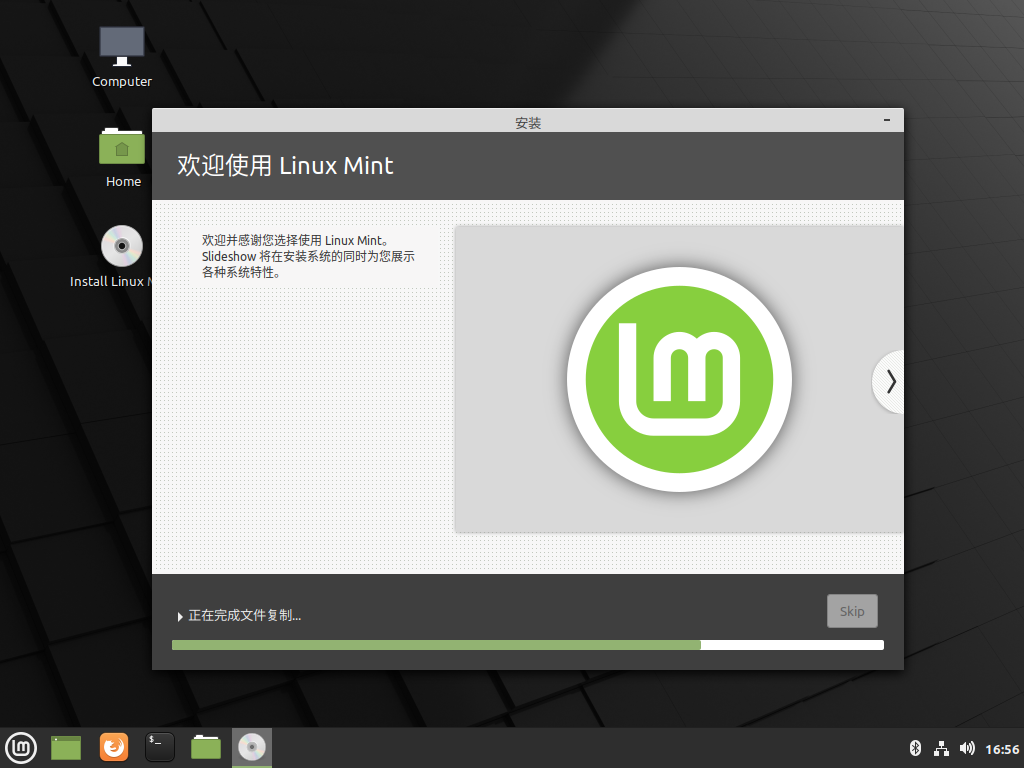 Computer
Home
Install Linux M
安装
欢迎使用 Linux Mint
欢迎并感谢您选择使用 Linux Mint。
Slideshow 将在安装系统的同时为您展示
各种系统特性。
正在完成文件复制...
Skip
$_
16:56